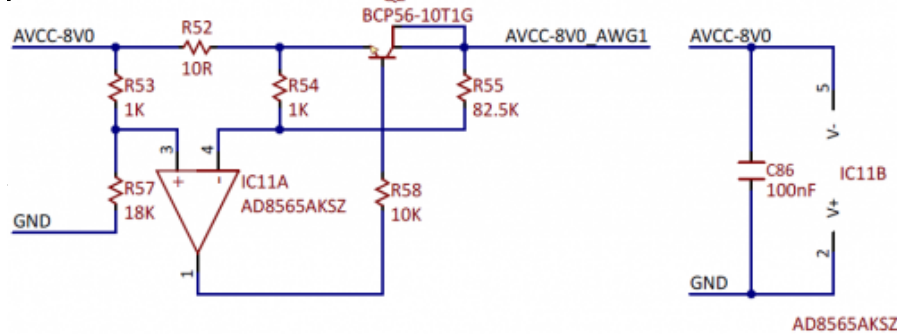 BCP56-10T1G
AVCC-8V0
R52
10R
AVCC-8V0_AWG1
AVCC-8V0
R53
1K
R54
1K
R55
82.5K
5
V-
3
4
+
-
IC11A
AD8565AKSZ
R57
18K
R58
10K
C86
100nF
IC11B
V+
GND
2
1
GND
AD8565AKSZ